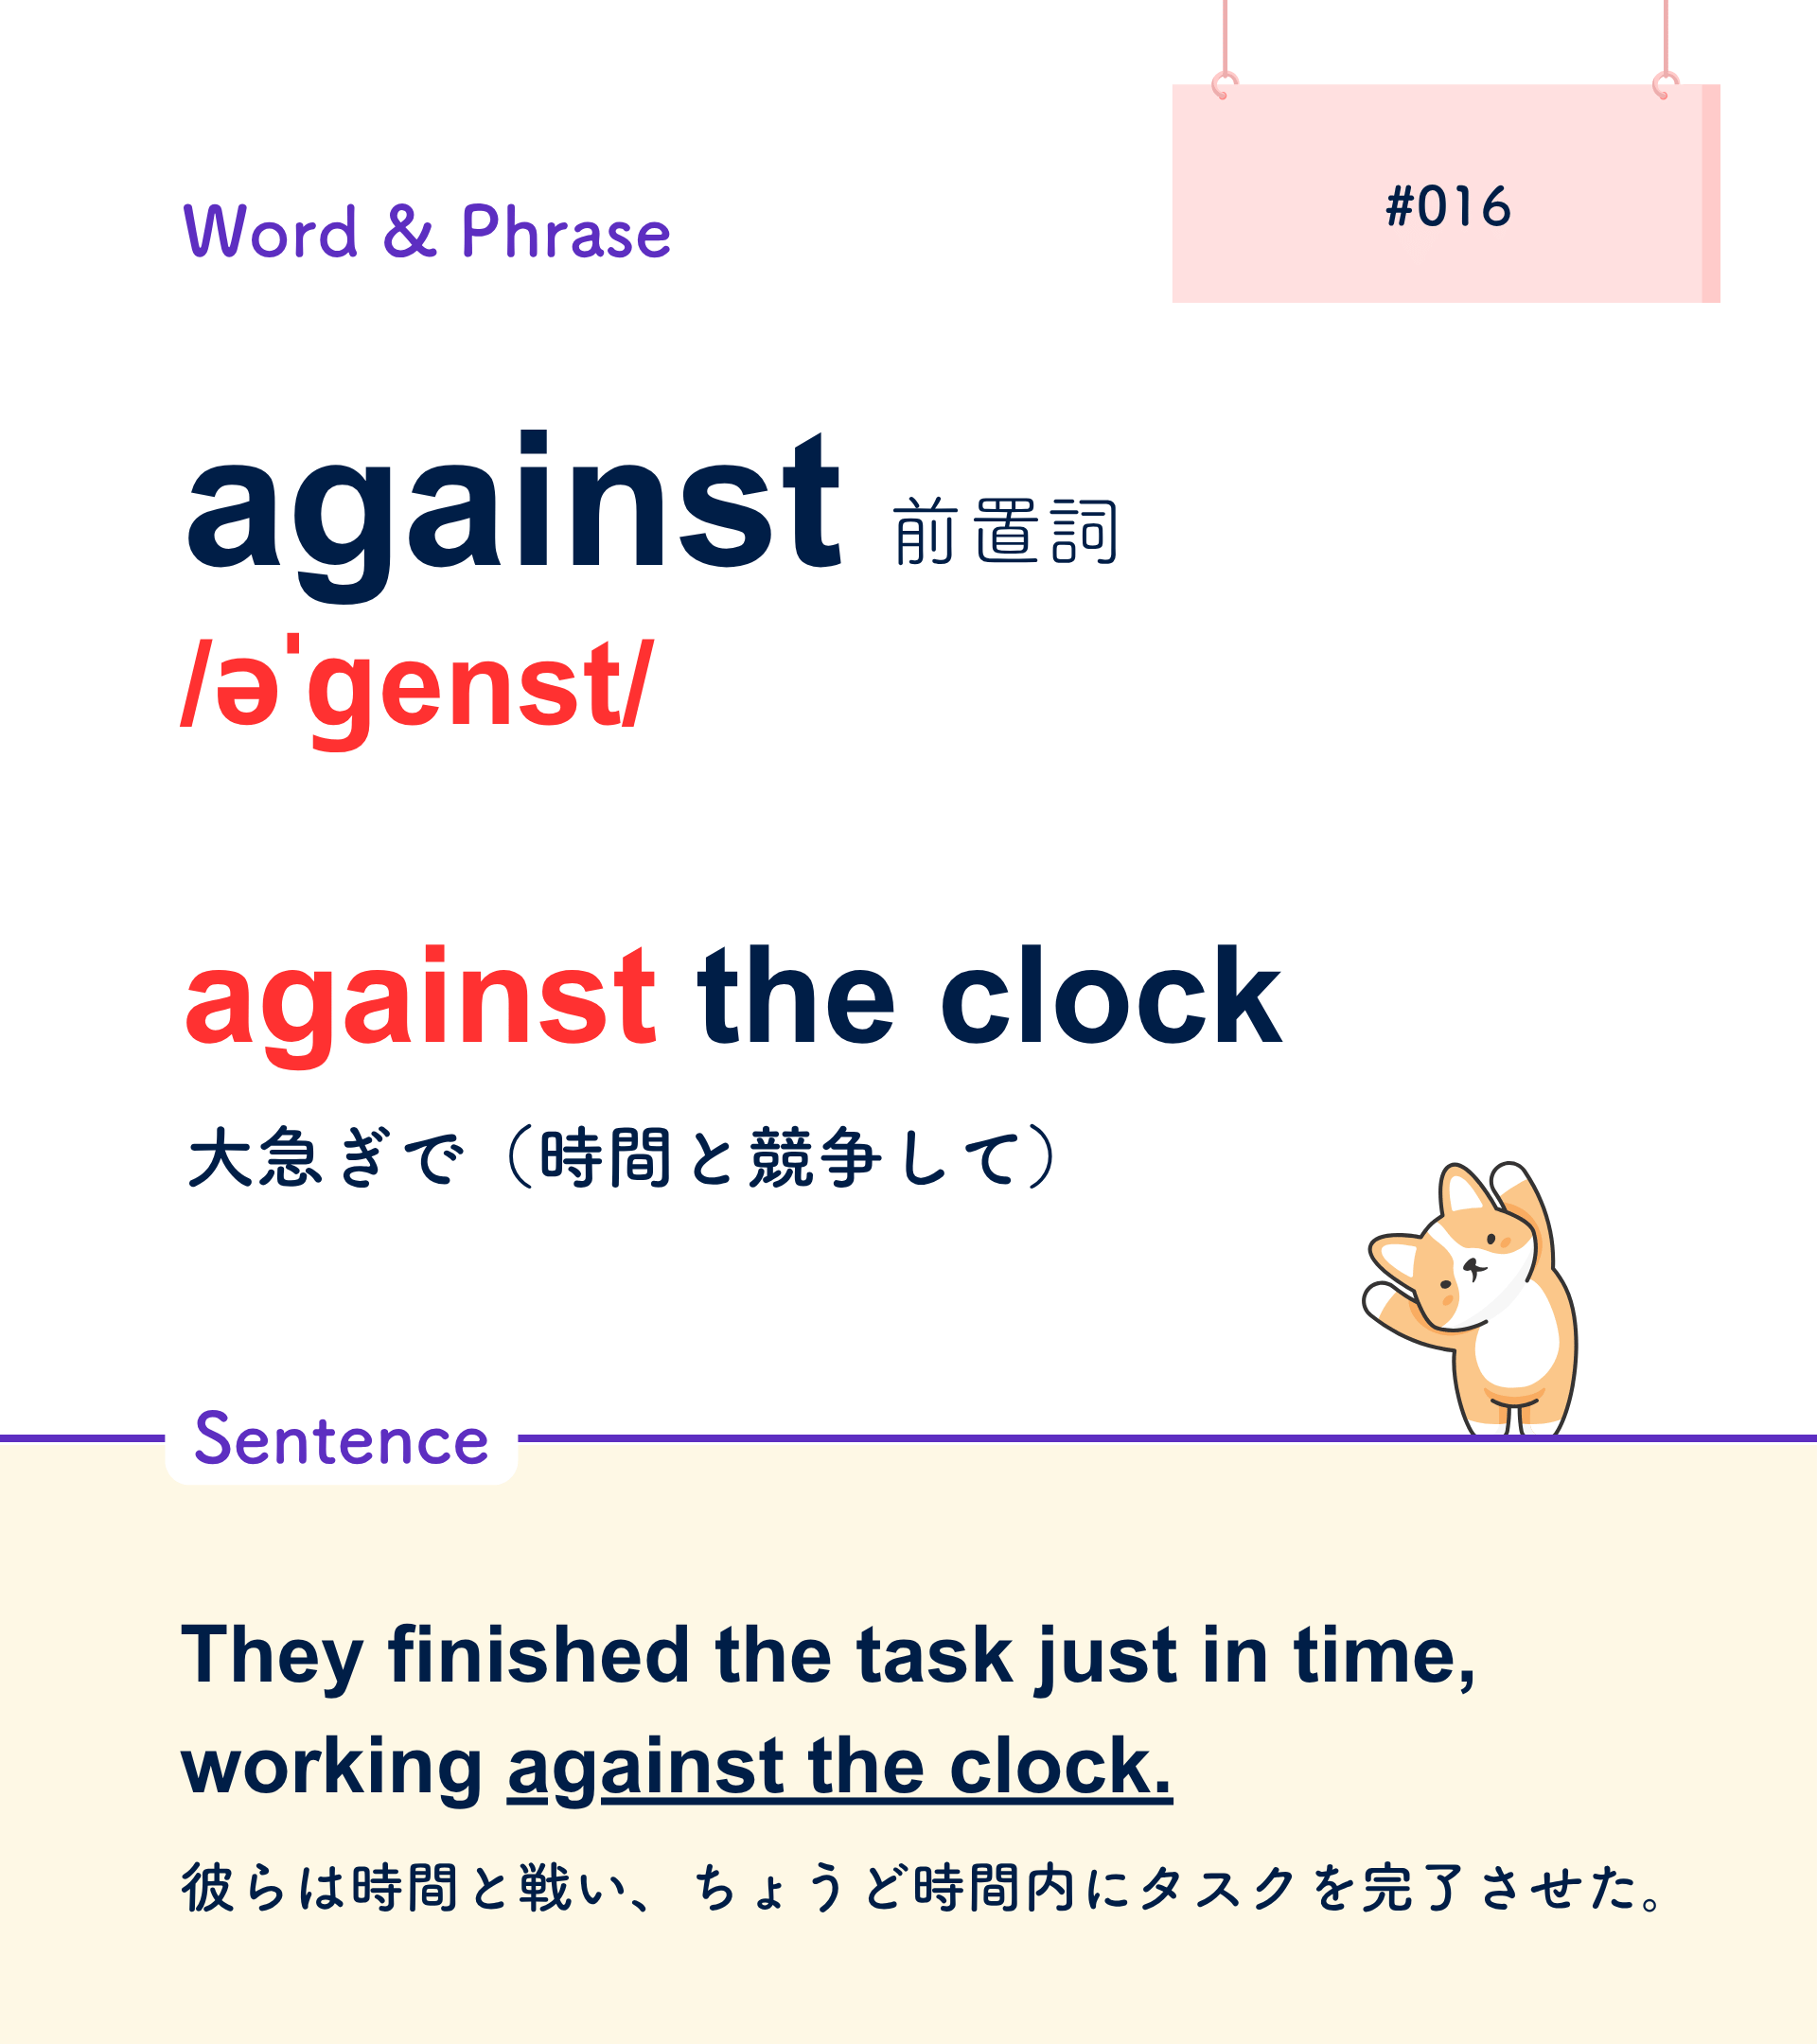 #016
Word & Phrase
against 前置詞
/əˈgenst/
against the clock
大急ぎで（時間と競争して）
Sentence
They finished the task just in time,
working against the clock.
彼らは時間と戦い、ちょうど時間内にタスクを完了させた。